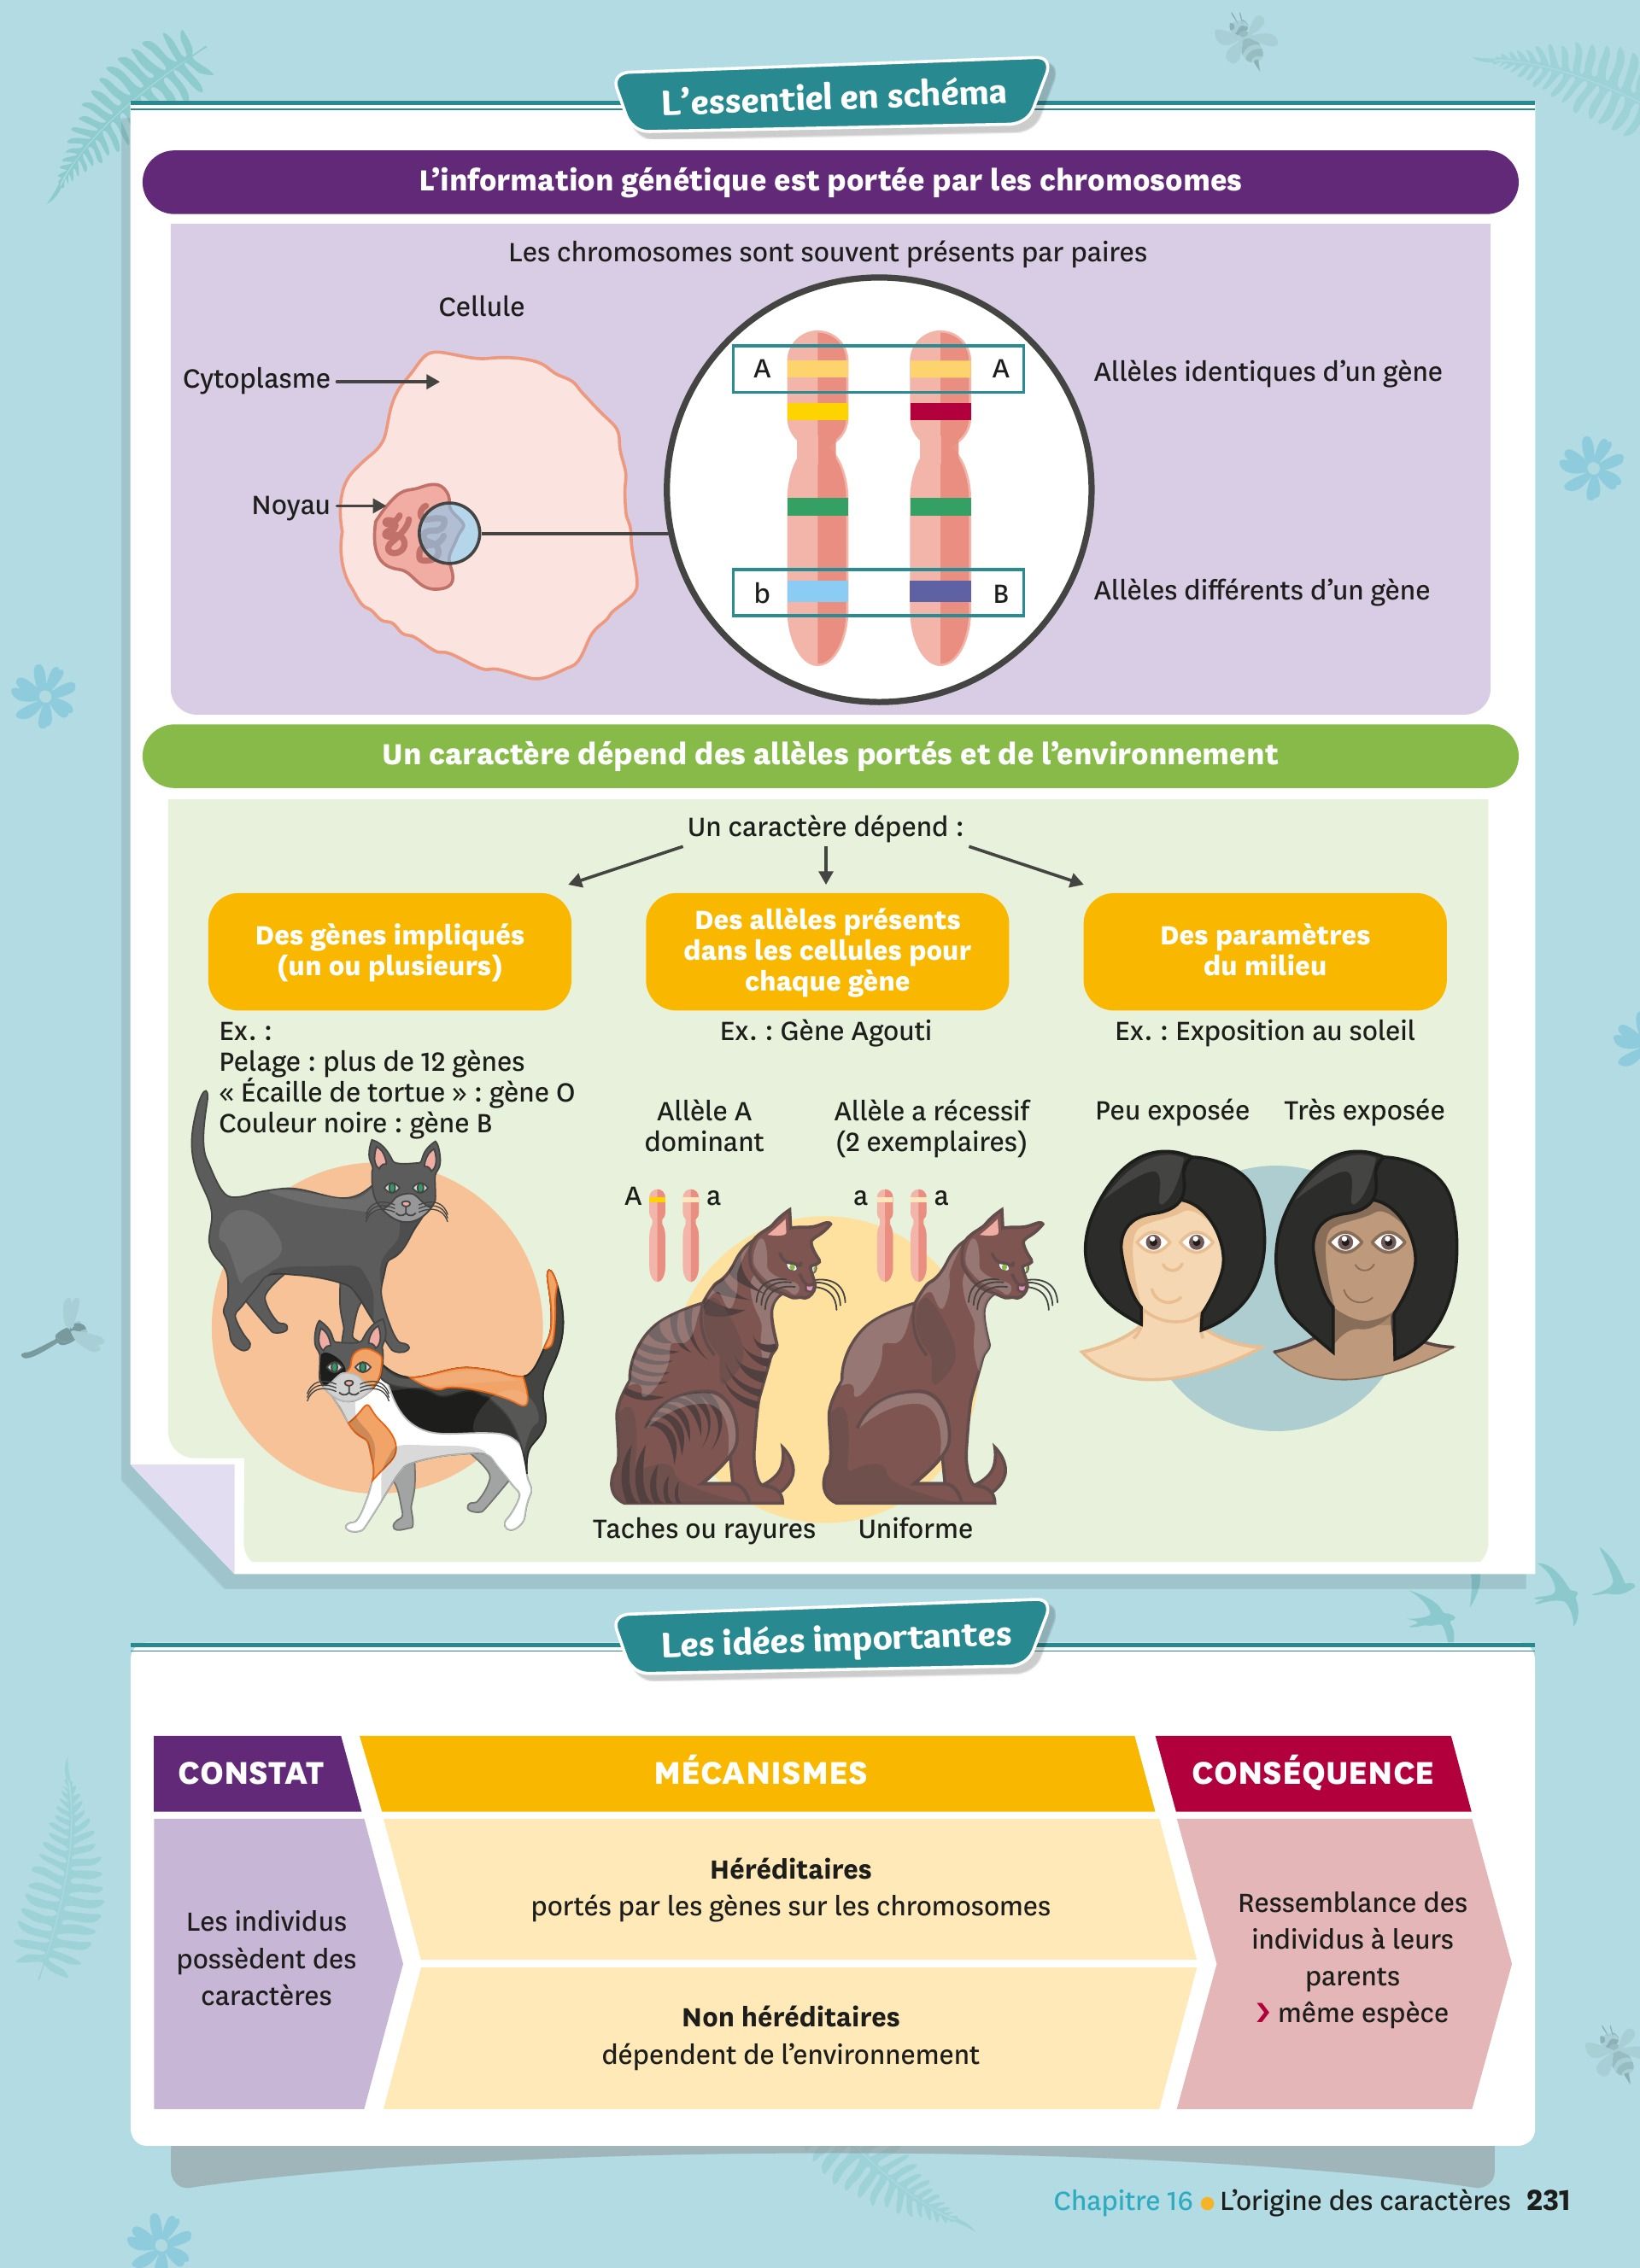 L’essentiel en schéma
L’information génétique est portée par les chromosomes
Les chromosomes sont souvent présents par paires
Cellule
Cytoplasme
Noyau
A
A
Allèles identiques d’un gène
b
B
Allèles différents d’un gène
Un caractère dépend des allèles portés et de l’environnement
Un caractère dépend :
Des gènes impliqués
(un ou plusieurs)
Ex. :
Pelage : plus de 12 gènes
« Écaille de tortue » : gène O
Couleur noire : gène B
Des allèles présents
dans les cellules pour
chaque gène
Ex. : Gène Agouti
Allèle A
dominant
A
a
Allèle a récessif
(2 exemplaires)
a
a
Taches ou rayures
Uniforme
Des paramètres
du milieu
Ex. : Exposition au soleil
Peu exposée
Très exposée
Les idées importantes
CONSTAT
Les individus
possèdent des
caractères
MÉCANISMES
Héréditaires
portés par les gènes sur les chromosomes
Non héréditaires
dépendent de l’environnement
CONSÉQUENCE
Ressemblance des
individus à leurs
parents
› même espèce
Chapitre 16 • L’origine des caractères 231